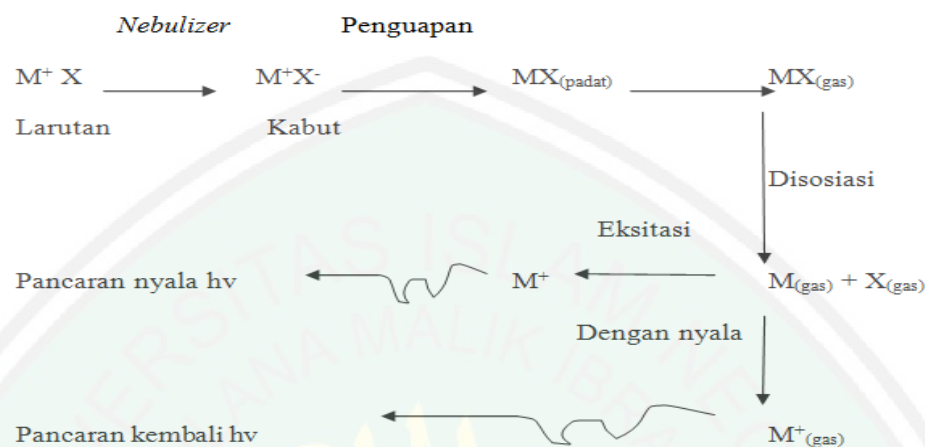 Nebulizer Penguapan
M⁺ X M⁺X⁻ MX(padat) MX(gas)
Larutan Kabut
Disosiasi
Eksitasi
Pancaran nyala hv M⁺ M(gas) + X(gas)
Dengan nyala
Pancaran kembali hv M⁺(gas)